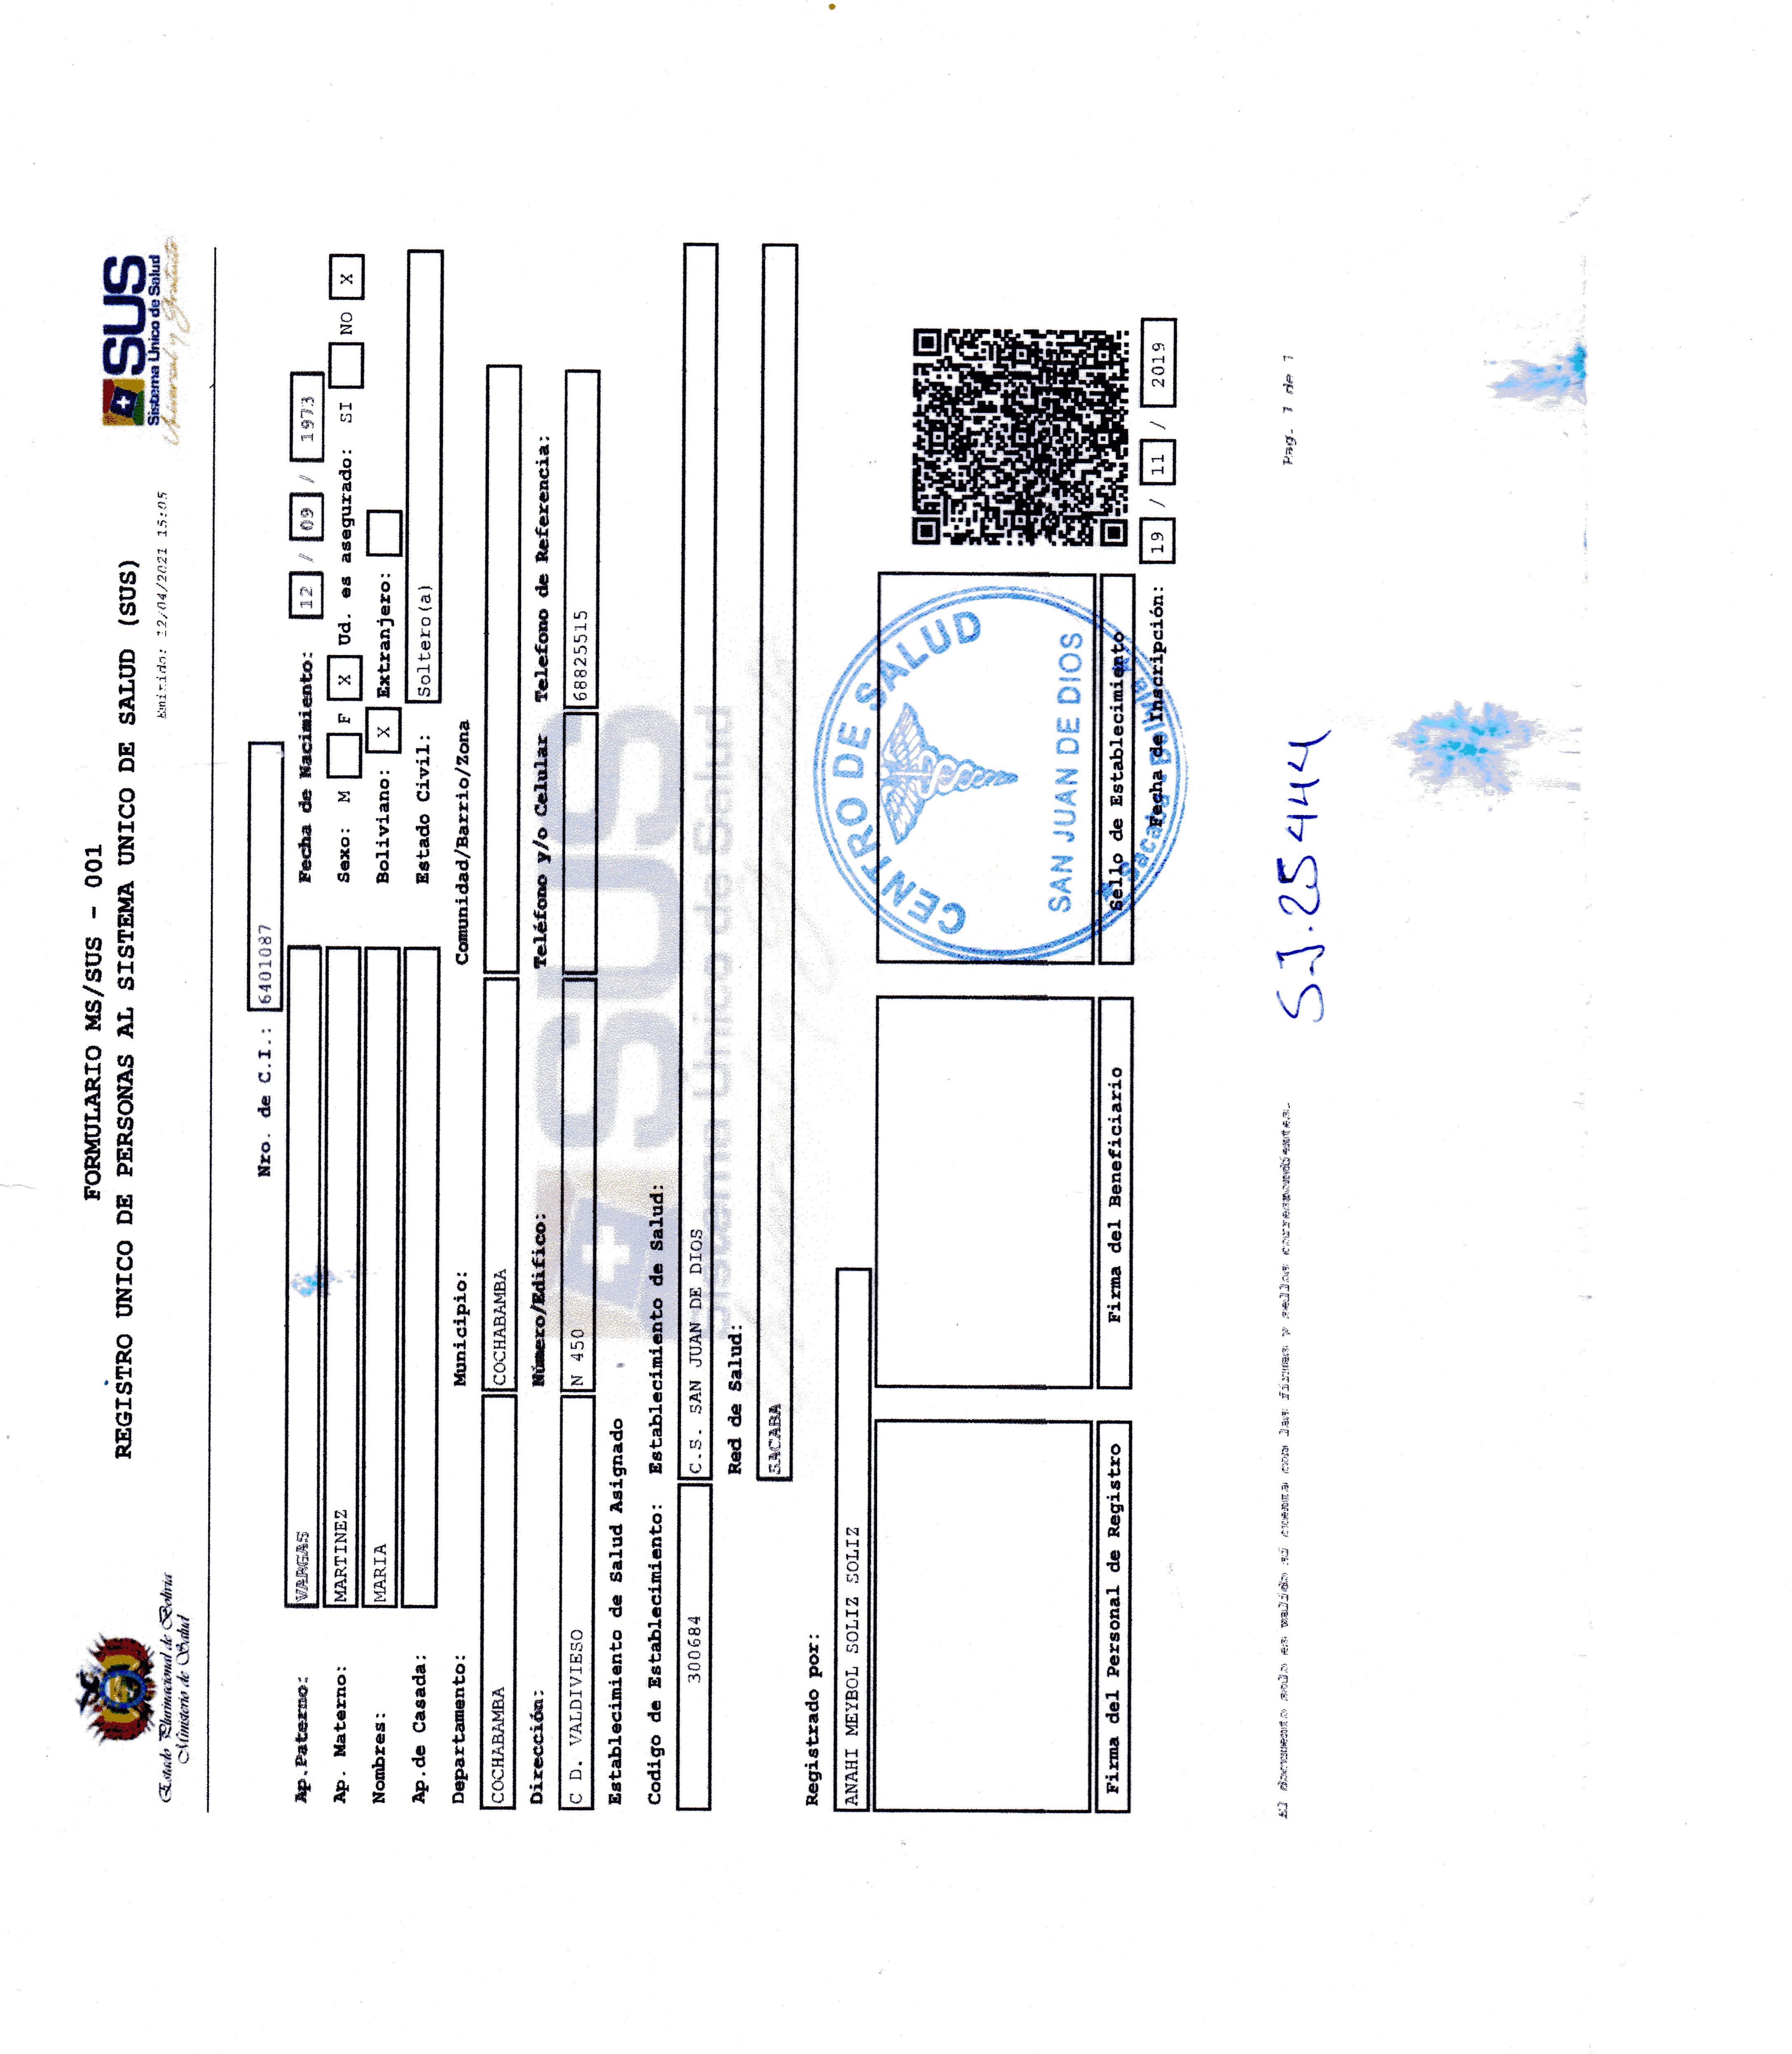 FORMULARIO MS/SUS - 001
REGISTRO UNICO DE PERSONAS AL SISTEMA UNICO DE SALUD (SUS)
Estado Plurinacional de Bolivia
Ministerio de Salud
SUS
Sistema Unico de Salud
Universal y Gratuito
Emitido: 12/04/2021 15:05
Nro. de C.I.: 6401087
Ap.Paterno: VARGAS Fecha de Nacimiento: 12 / 09 / 1973
Ap. Materno: MARTINEZ Sexo: M F X Ud. es asegurado: SI NO X
Nombres: MARIA Boliviano: X Extranjero:
Ap.de Casada: Estado Civil: Soltero(a)
Departamento: Municipio: Comunidad/Barrio/Zona
COCHABAMBA COCHABAMBA
Dirección: Número/Edifico: Teléfono y/o Celular Telefono de Referencia:
C D. VALDIVIESO N 450 68825515
Establecimiento de Salud Asignado
Codigo de Establecimiento: Establecimiento de Salud:
300684 C.S. SAN JUAN DE DIOS
Red de Salud:
SACABA
SUS
Sistema Unico de Salud
Registrado por:
ANAHI MEYBOL SOLIZ SOLIZ
CENTRO DE SALUD
SAN JUAN DE DIOS
Sacaba Bolivia
Firma del Personal de Registro Firma del Beneficiario Sello de Establecimiento
Fecha de Inscripción: 19 / 11 / 2019
El documento solo es valido si cuenta con las firmas y sellos correspondientes.
Pag. 1 de 1
S.J. 25444